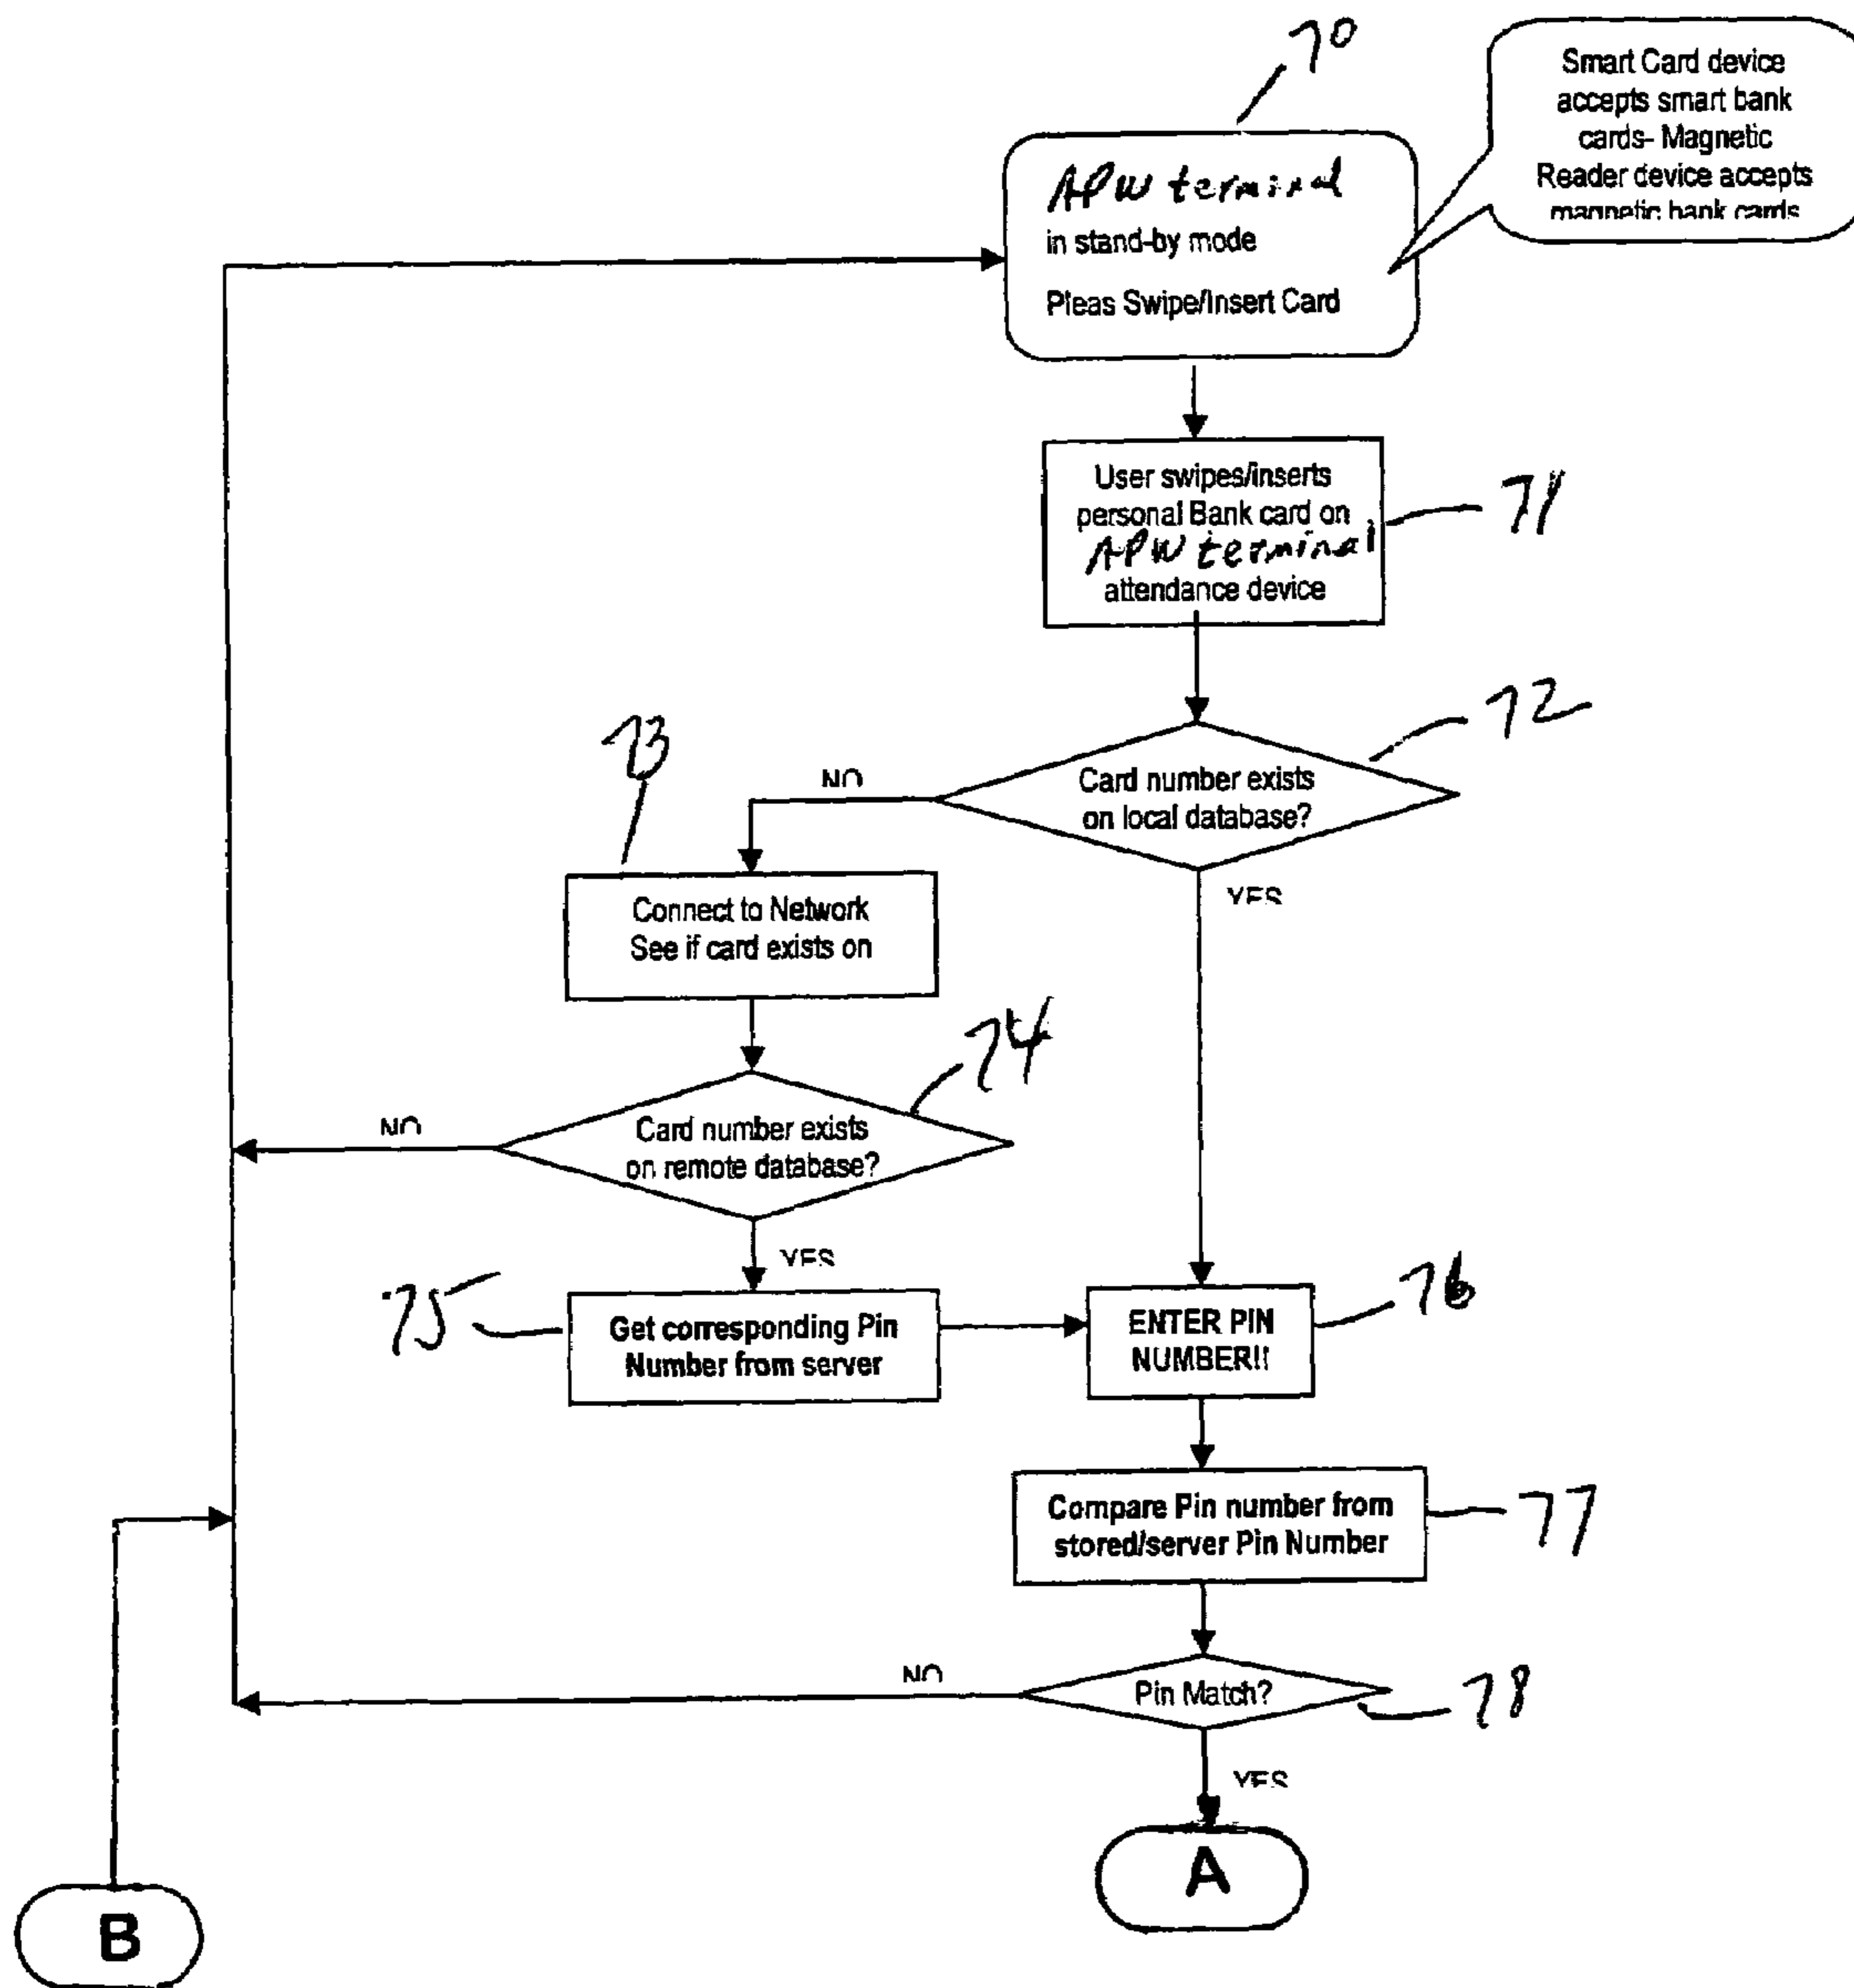 70
Smart Card device
accepts smart bank
cards- Magnetic
Reader device accepts
magnetic bank cards
APW terminal
in stand-by mode
Pleas Swipe/Insert Card
User swipes/inserts
personal Bank card on
APW terminal
attendance device
71
72
Card number exists
on local database?
NO
YES
73
Connect to Network
See if card exists on
74
Card number exists
on remote database?
NO
YES
75
Get corresponding Pin
Number from server
ENTER PIN
NUMBER!!
76
Compare Pin number from
stored/server Pin Number
77
Pin Match?
NO
78
YES
A
B